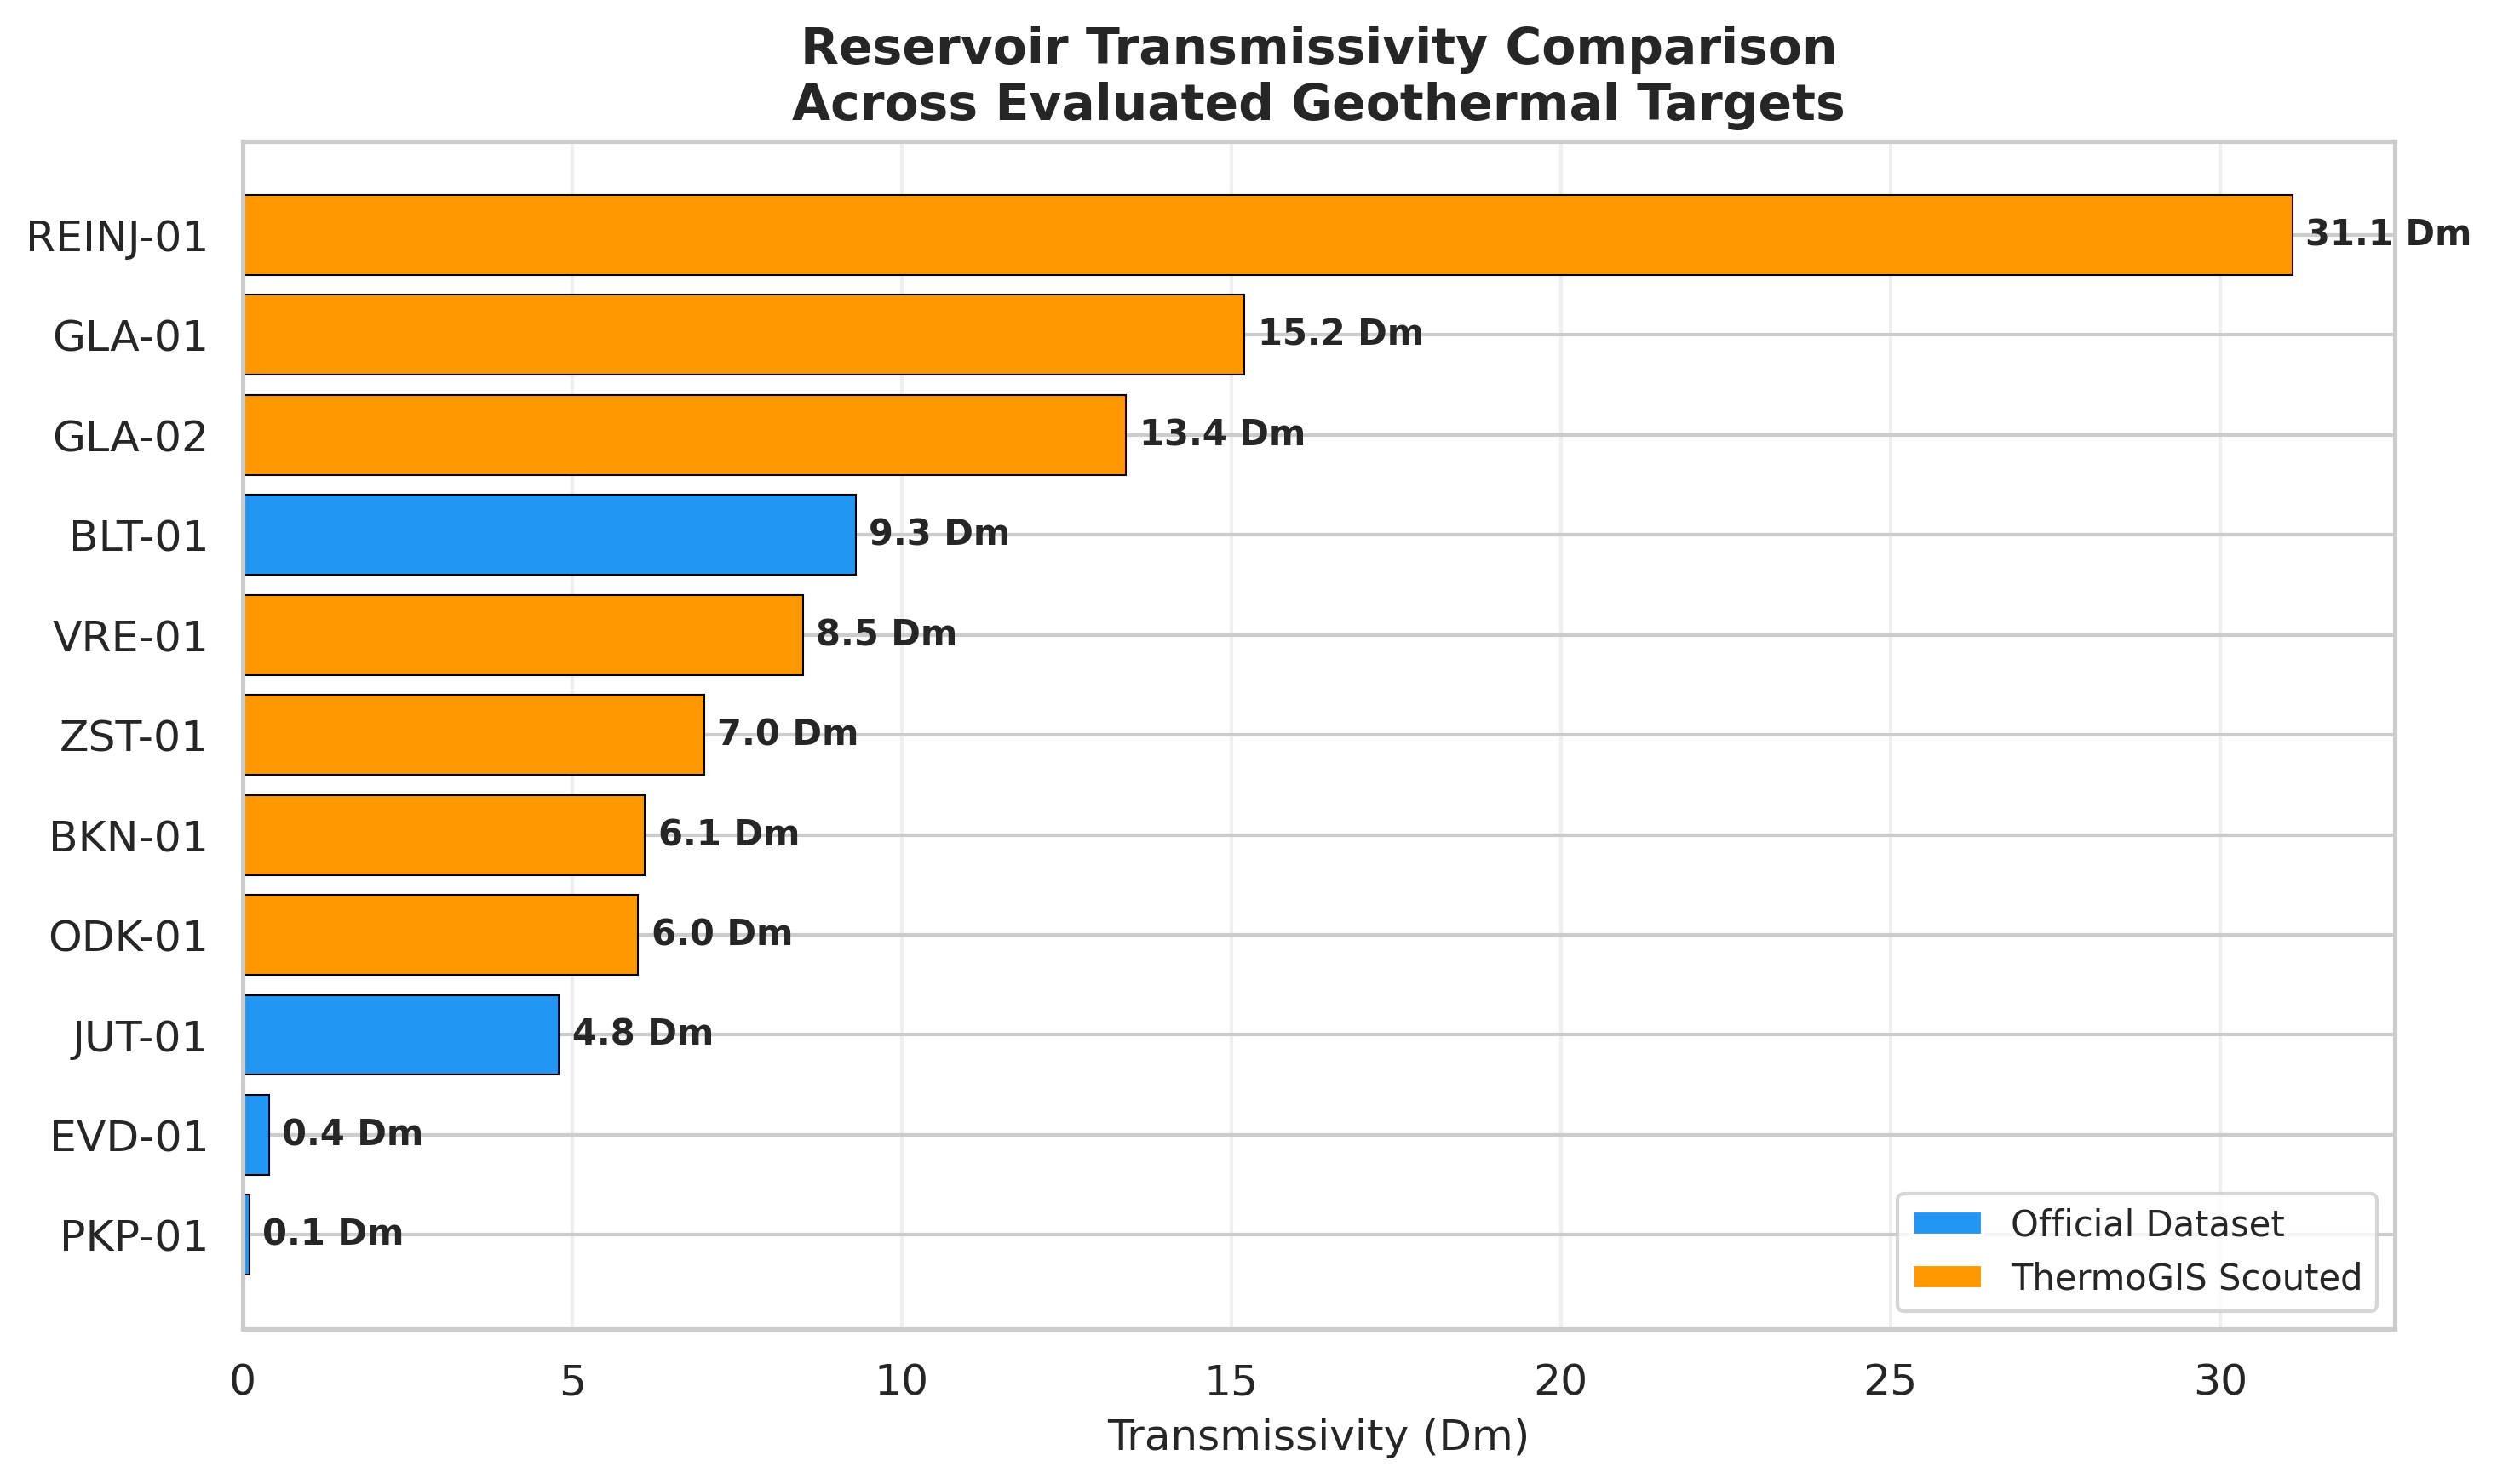 Reservoir Transmissivity Comparison
Across Evaluated Geothermal Targets
REINJ-01
31.1 Dm
GLA-01
15.2 Dm
GLA-02
13.4 Dm
BLT-01
9.3 Dm
VRE-01
8.5 Dm
ZST-01
7.0 Dm
BKN-01
6.1 Dm
ODK-01
6.0 Dm
JUT-01
4.8 Dm
EVD-01
0.4 Dm
PKP-01
0.1 Dm
Official Dataset
ThermoGIS Scouted
0 5 10 15 20 25 30
Transmissivity (Dm)